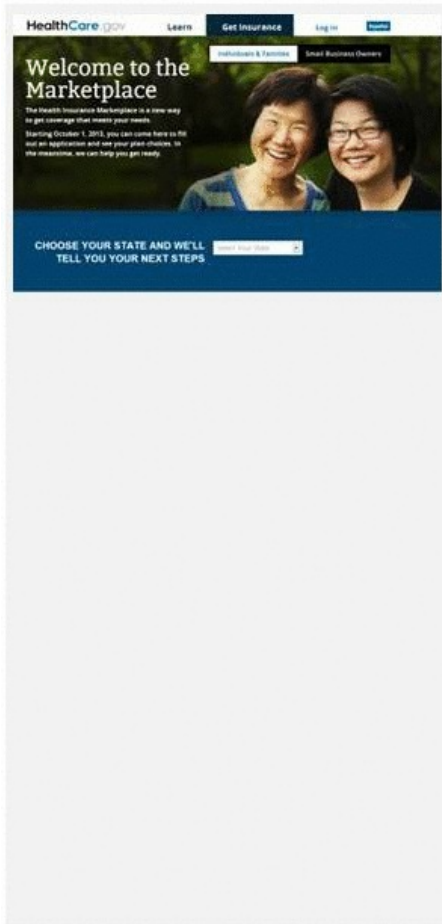 HealthCare.gov
Learn
Get Insurance
Log in
Español
Individuals & Families
Small Business Owners
Welcome to the
Marketplace
The Health Insurance Marketplace is a new way
to get coverage that meets your needs.
Starting October 1, 2013, you can come here to fill
out an application and see your plan choices. In
the meantime, we can help you get ready.
CHOOSE YOUR STATE AND WE'LL
TELL YOU YOUR NEXT STEPS
Select Your State